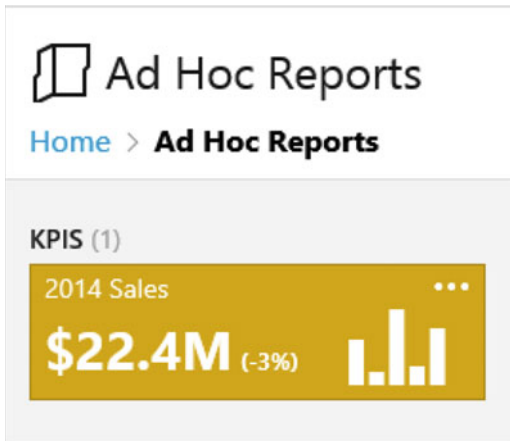 Ad Hoc Reports
Home > Ad Hoc Reports
KPIS (1)
2014 Sales
$22.4M (-3%)